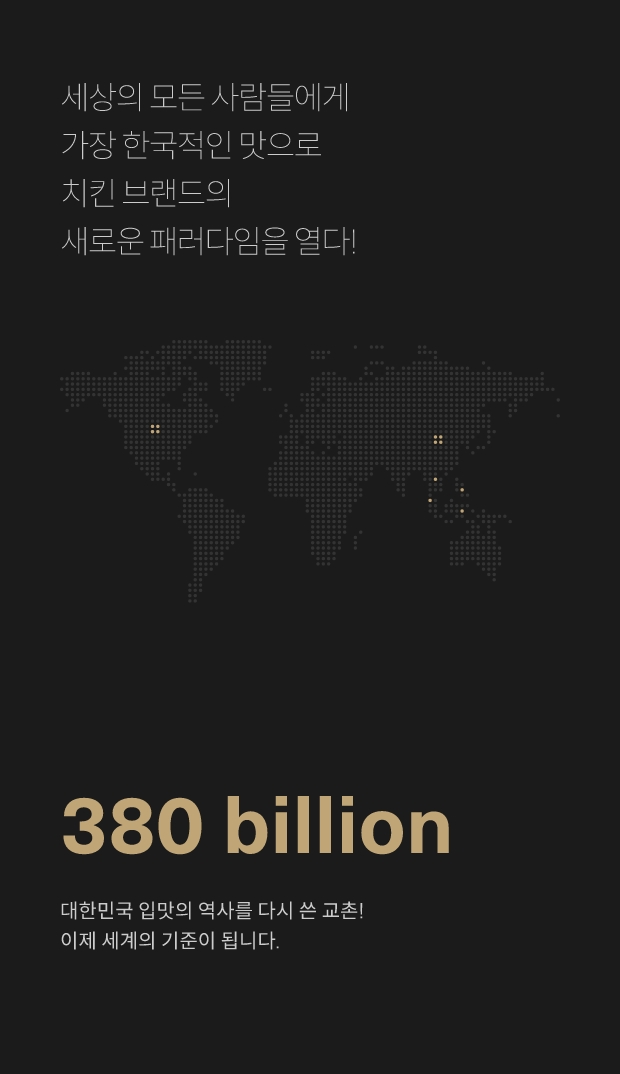 세상의 모든 사람들에게
가장 한국적인 맛으로
치킨 브랜드의
새로운 패러다임을 열다!
380 billion
대한민국 입맛의 역사를 다시 쓴 교촌!
이제 세계의 기준이 됩니다.